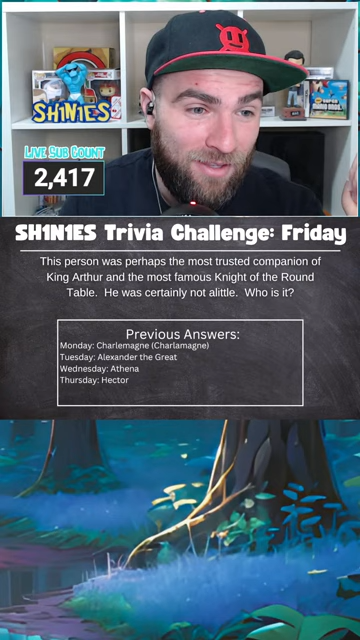 SH1N1ES
LIVE SUB COUNT
2,417
SH1N1ES Trivia Challenge: Friday
This person was perhaps the most trusted companion of
King Arthur and the most famous Knight of the Round
Table. He was certainly not alittle. Who is it?
Previous Answers:
Monday: Charlemagne (Charlamagne)
Tuesday: Alexander the Great
Wednesday: Athena
Thursday: Hector